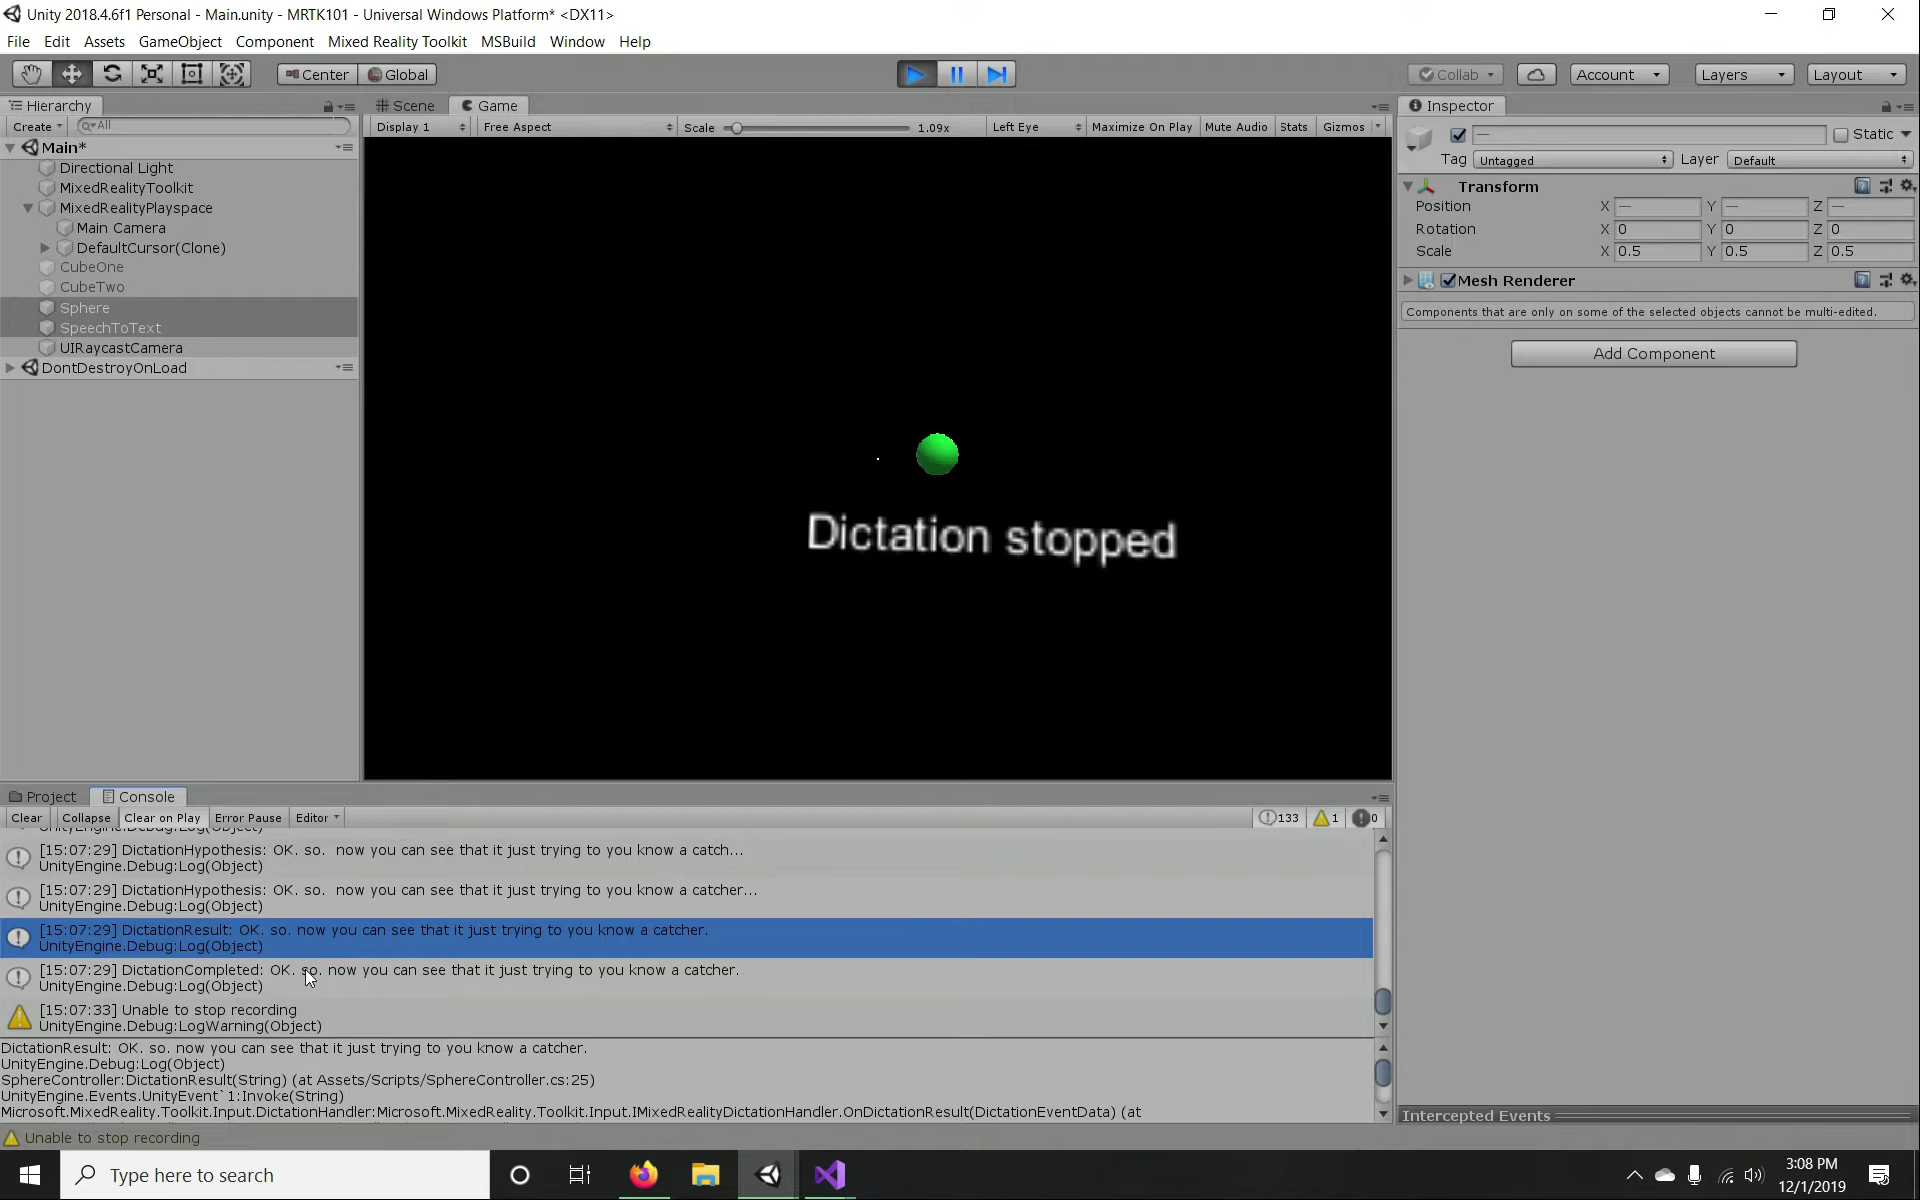 Unity 2018.4.6f1 Personal - Main.unity - MRTK101 - Universal Windows Platform* <DX11>
File Edit Assets GameObject Component Mixed Reality Toolkit MSBuild Window Help
Center Global Collab Account Layers Layout
Hierarchy
Create All
Main*
Directional Light
MixedRealityToolkit
MixedRealityPlayspace
Main Camera
DefaultCursor(Clone)
CubeOne
CubeTwo
Sphere
SpeechToText
UIRaycastCamera
DontDestroyOnLoad
Scene Game
Display 1 Free Aspect Scale 1.09x Left Eye Maximize On Play Mute Audio Stats Gizmos
Dictation stopped
Inspector
— Static
Tag Untagged Layer Default
Transform
Position X — Y — Z —
Rotation X 0 Y 0 Z 0
Scale X 0.5 Y 0.5 Z 0.5
Mesh Renderer
Components that are only on some of the selected objects cannot be multi-edited.
Add Component
Intercepted Events
Project Console
Clear Collapse Clear on Play Error Pause Editor 133 1 0
UnityEngine.Debug:Log(Object)
[15:07:29] DictationHypothesis: OK. so.  now you can see that it just trying to you know a catch...
UnityEngine.Debug:Log(Object)
[15:07:29] DictationHypothesis: OK. so.  now you can see that it just trying to you know a catcher...
UnityEngine.Debug:Log(Object)
[15:07:29] DictationResult: OK. so. now you can see that it just trying to you know a catcher.
UnityEngine.Debug:Log(Object)
[15:07:29] DictationCompleted: OK. so. now you can see that it just trying to you know a catcher.
UnityEngine.Debug:Log(Object)
[15:07:33] Unable to stop recording
UnityEngine.Debug:LogWarning(Object)
DictationResult: OK. so. now you can see that it just trying to you know a catcher.
UnityEngine.Debug:Log(Object)
SphereController:DictationResult(String) (at Assets/Scripts/SphereController.cs:25)
UnityEngine.Events.UnityEvent`1:Invoke(String)
Microsoft.MixedReality.Toolkit.Input.DictationHandler:Microsoft.MixedReality.Toolkit.Input.IMixedRealityDictationHandler.OnDictationResult(DictationEventData) (at
Unable to stop recording
Type here to search
3:08 PM
12/1/2019